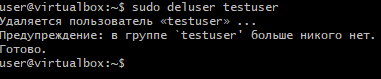 user@virtualbox:~$ sudo deluser testuser
Удаляется пользователь «testuser» ...
Предупреждение: в группе `testuser' больше никого нет.
Готово.
user@virtualbox:~$